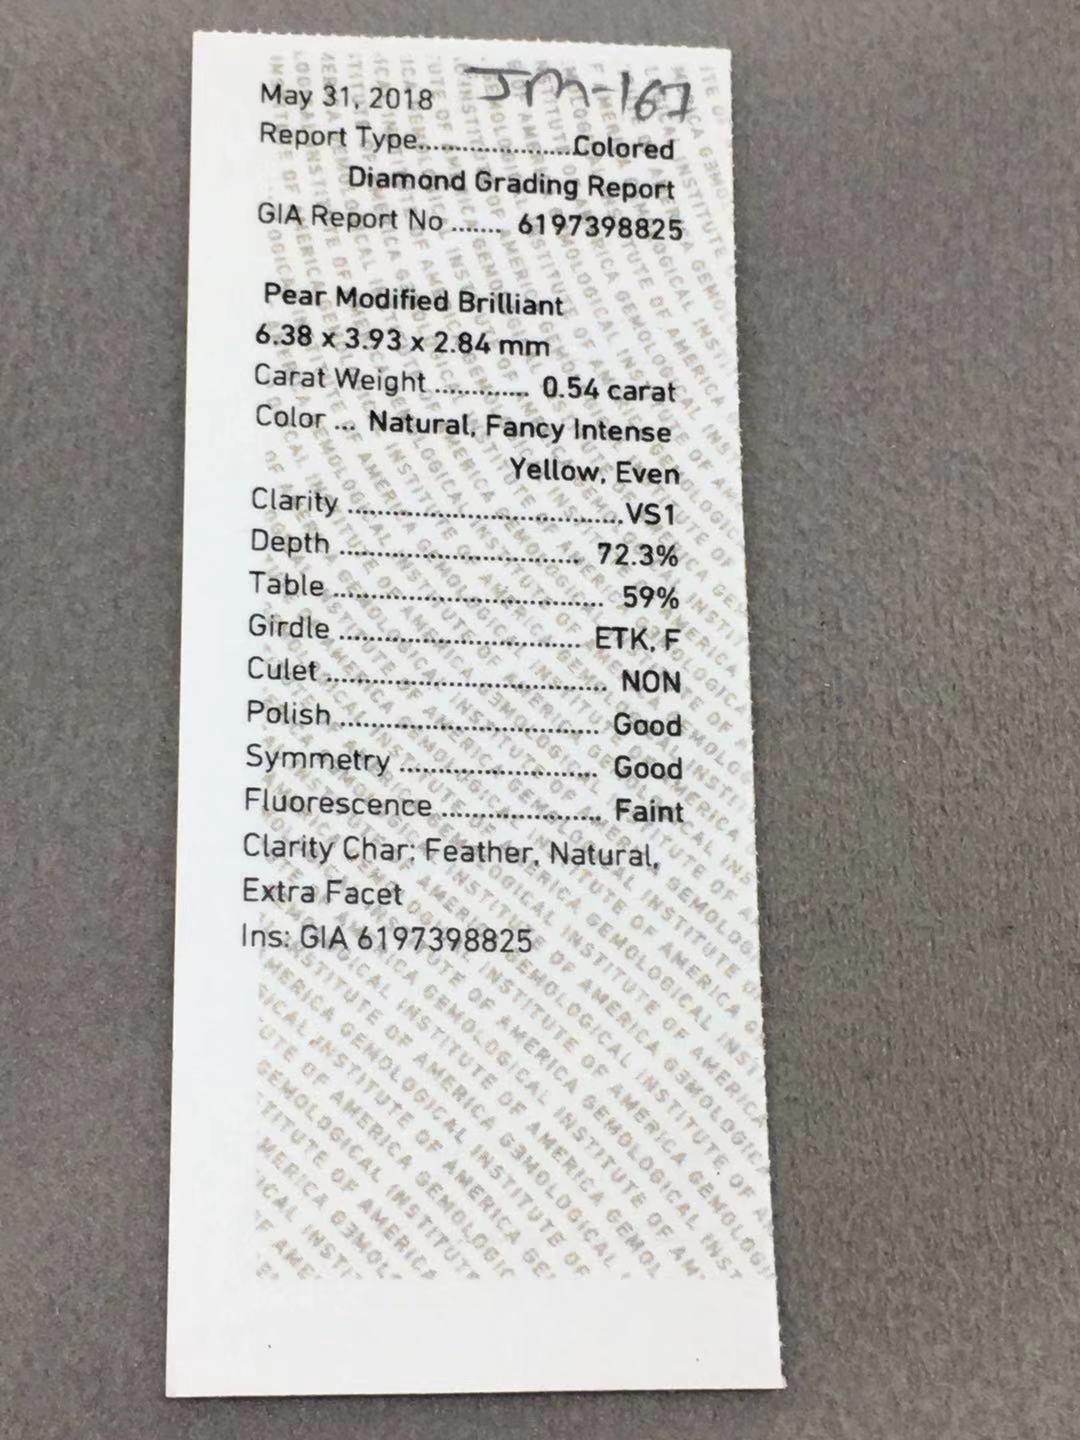 May 31, 2018 JM-167
Report Type......................Colored
Diamond Grading Report
GIA Report No ....... 6197398825
Pear Modified Brilliant
6.38 x 3.93 x 2.84 mm
Carat Weight ............. 0.54 carat
Color ... Natural, Fancy Intense
Yellow, Even
Clarity ......................................VS1
Depth ................................. 72.3%
Table ..................................... 59%
Girdle ................................. ETK, F
Culet ...................................... NON
Polish .................................... Good
Symmetry ........................... Good
Fluorescence ...................... Faint
Clarity Char: Feather, Natural,
Extra Facet
Ins: GIA 6197398825